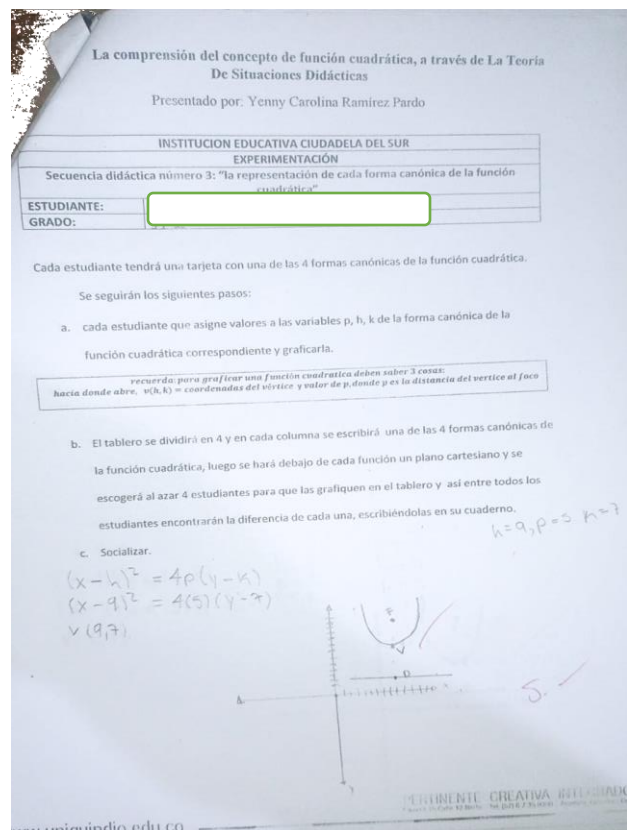 La comprensión del concepto de función cuadrática, a través de La Teoría
De Situaciones Didácticas
Presentado por: Yenny Carolina Ramírez Pardo
INSTITUCION EDUCATIVA CIUDADELA DEL SUR
EXPERIMENTACIÓN
Secuencia didáctica número 3: "la representación de cada forma canónica de la función
cuadrática"
ESTUDIANTE:
GRADO:
Cada estudiante tendrá una tarjeta con una de las 4 formas canónicas de la función cuadrática.
Se seguirán los siguientes pasos:
a. cada estudiante que asigne valores a las variables p, h, k de la forma canónica de la
función cuadrática correspondiente y graficarla.
recuerda: para graficar una función cuadratica deben saber 3 cosas:
hacia donde abre, v(h, k) = coordenadas del vértice y valor de p, donde p es la distancia del vertice al foco
b. El tablero se dividirá en 4 y en cada columna se escribirá una de las 4 formas canónicas de
la función cuadrática, luego se hará debajo de cada función un plano cartesiano y se
escogerá al azar 4 estudiantes para que las grafiquen en el tablero y así entre todos los
estudiantes encontrarán la diferencia de cada una, escribiéndolas en su cuaderno.
h=9, p=5 k=7
c. Socializar.
(x-h)² = 4p(y-k)
(x-9)² = 4(5)(y-7)
v(9,7)
F
V
D
5.
PERTINENTE CREATIVA INTEGRADORA
www.uniquindio.edu.co